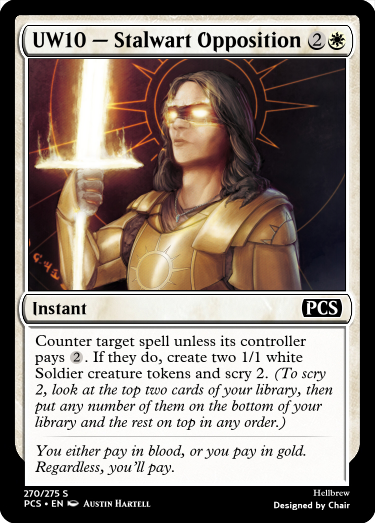 UW10 — Stalwart Opposition 2
Instant
PCS
Counter target spell unless its controller
pays 2. If they do, create two 1/1 white
Soldier creature tokens and scry 2. (To scry
2, look at the top two cards of your library, then
put any number of them on the bottom of your
library and the rest on top in any order.)
You either pay in blood, or you pay in gold.
Regardless, you'll pay.
270/275 S
Hellbrew
PCS • EN Austin Hartell
Designed by Chair